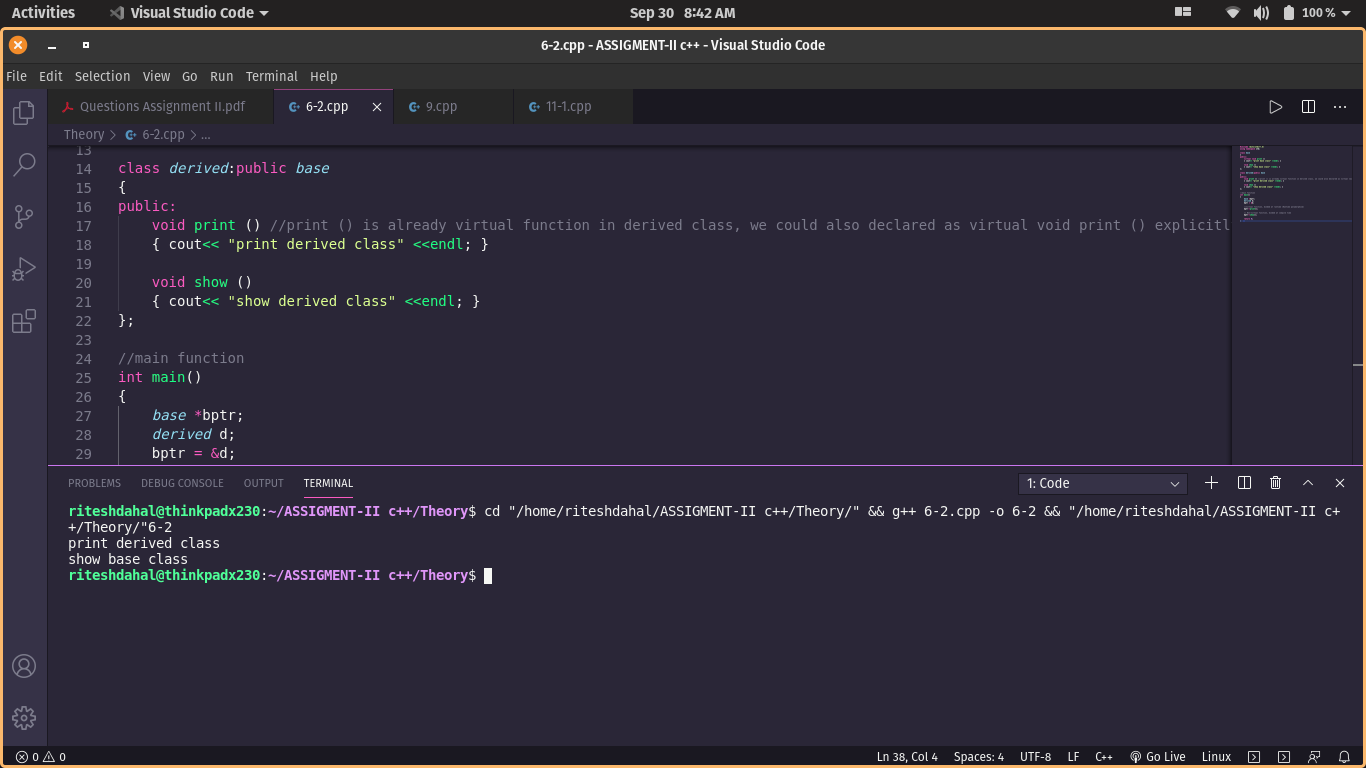 Activities Visual Studio Code Sep 30 8:42 AM 100 %
6-2.cpp - ASSIGMENT-II c++ - Visual Studio Code
File Edit Selection View Go Run Terminal Help
Questions Assignment II.pdf 6-2.cpp 9.cpp 11-1.cpp
Theory > 6-2.cpp > ...
13
14 class derived:public base
15 {
16 public:
17 void print () //print () is already virtual function in derived class, we could also declared as virtual void print () explicitl
18 { cout<< "print derived class" <<endl; }
19
20 void show ()
21 { cout<< "show derived class" <<endl; }
22 };
23
24 //main function
25 int main()
26 {
27 base *bptr;
28 derived d;
29 bptr = &d;
PROBLEMS DEBUG CONSOLE OUTPUT TERMINAL 1: Code
riteshdahal@thinkpadx230:~/ASSIGMENT-II c++/Theory$ cd "/home/riteshdahal/ASSIGMENT-II c++/Theory/" && g++ 6-2.cpp -o 6-2 && "/home/riteshdahal/ASSIGMENT-II c+
+/Theory/"6-2
print derived class
show base class
riteshdahal@thinkpadx230:~/ASSIGMENT-II c++/Theory$
0 0 Ln 38, Col 4 Spaces: 4 UTF-8 LF C++ Go Live Linux